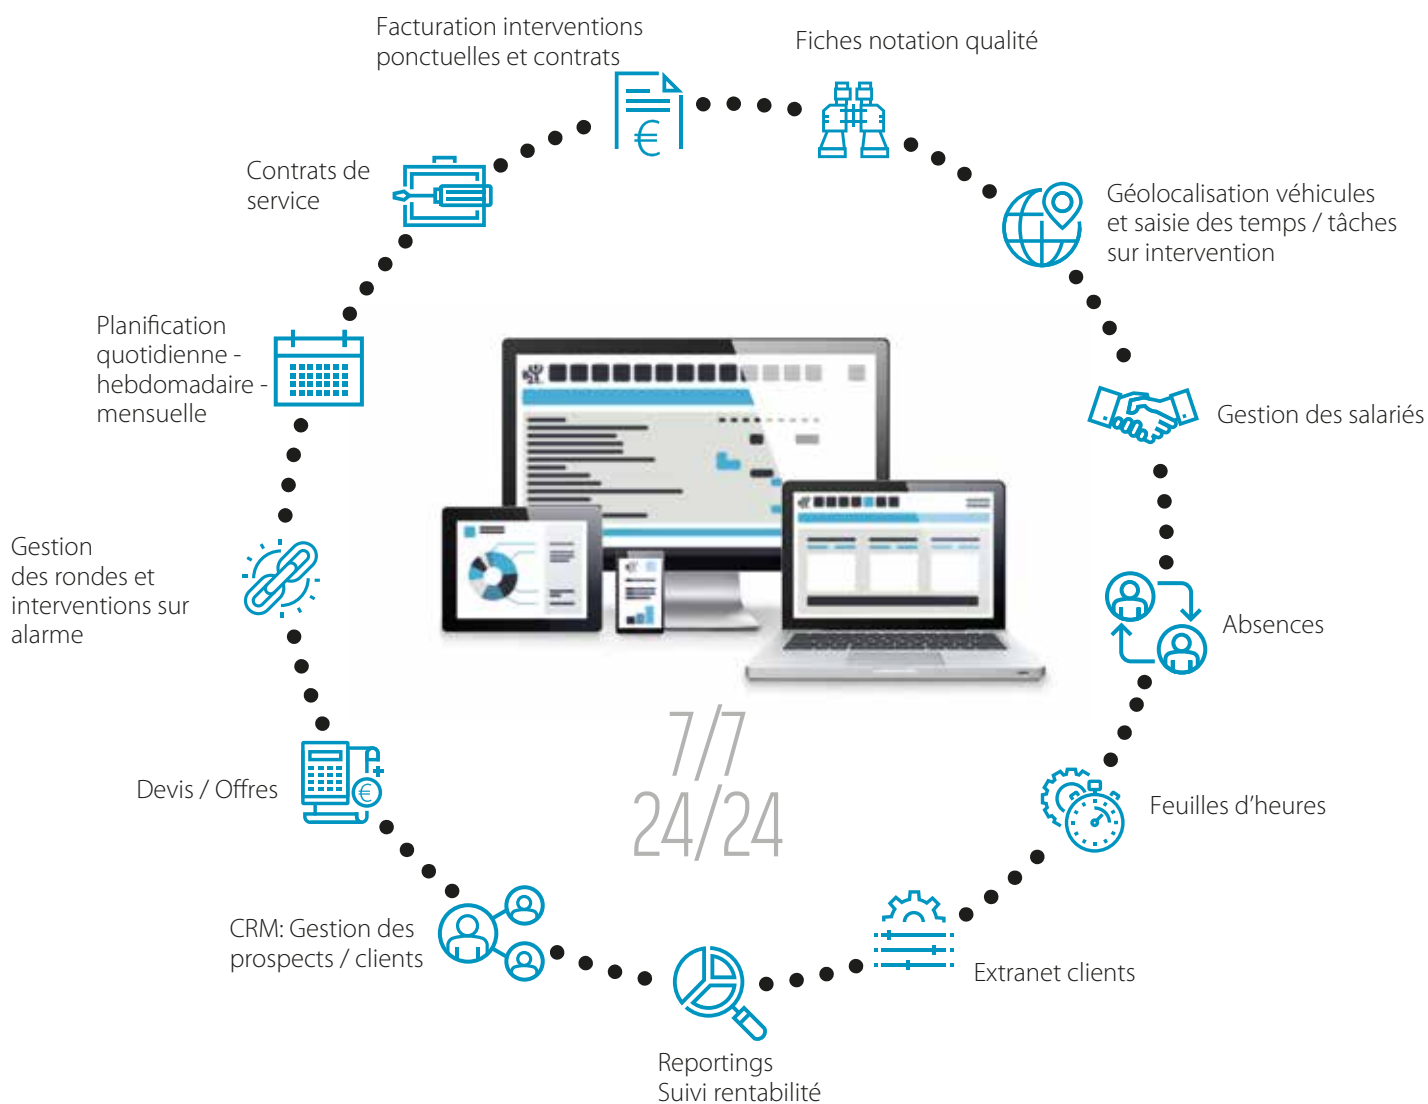 Facturation interventions
ponctuelles et contrats
Fiches notation qualité
Contrats de
service
Géolocalisation véhicules
et saisie des temps / tâches
sur intervention
Planification
quotidienne -
hebdomadaire -
mensuelle
Gestion des salariés
Gestion
des rondes et
interventions sur
alarme
Absences
7/7
24/24
Devis / Offres
Feuilles d’heures
CRM: Gestion des
prospects / clients
Extranet clients
Reportings
Suivi rentabilité